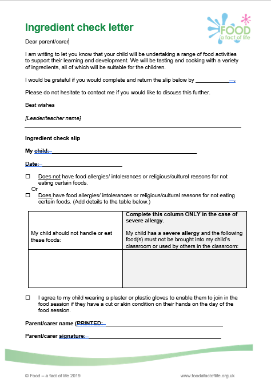 Ingredient check letter
FOOD
a fact of life
Dear parent/carer
I am writing to let you know that your child will be undertaking a range of food activities
to support their learning and development. We will be tasting and cooking with a variety
of ingredients, all of which will be suitable for the children.
I would be grateful if you would complete and return the slip below by
Please do not hesitate to contact me if you would like to discuss this further.
Best wishes
[Leader/teacher name]
Ingredient check slip
My child:
Date:
Does not have food allergies/ intolerances or religious/cultural reasons for not
eating certain foods.
Or
Does have food allergies/ intolerances or religious/cultural reasons for not eating
certain foods. (Add details to the table below.)
Complete this column ONLY in the case of
severe allergy.
My child should not handle or eat
these foods:
My child has a severe allergy and the following
food(s) must not be brought into my child's
classroom or used by others in the classroom:
I agree to my child wearing a plaster or plastic gloves to enable them to join in the
food session if they have a cut or skin condition on their hands on the day of the
food session.
Parent/carer name (PRINTED):
Parent/carer signature:
© Food – a fact of life 2019
www.foodafactoflife.org.uk